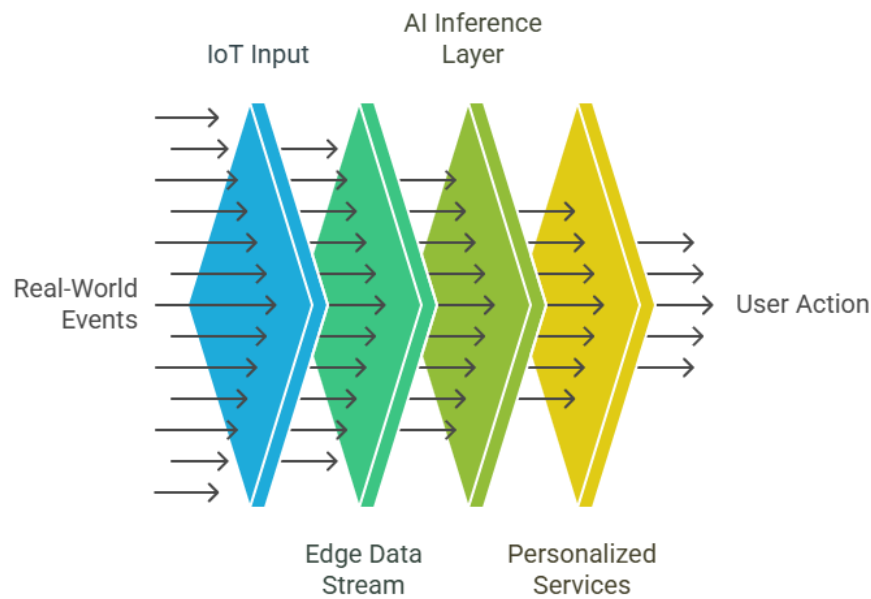 AI Inference
Layer
IoT Input
Real-World
Events
User Action
Edge Data
Stream
Personalized
Services